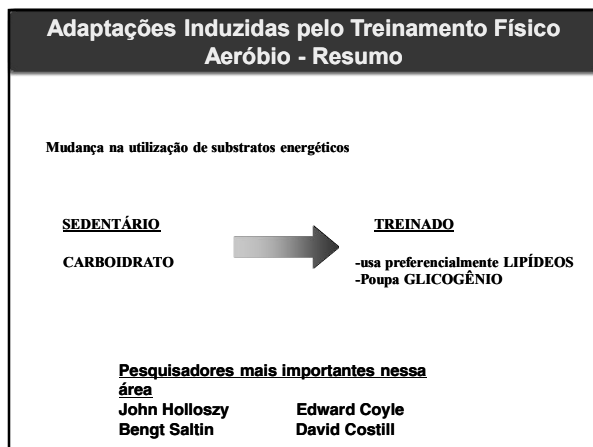 Adaptações Induzidas pelo Treinamento Físico
Aeróbio - Resumo
Mudança na utilização de substratos energéticos
SEDENTÁRIO
CARBOIDRATO
TREINADO
-usa preferencialmente LIPÍDEOS
-Poupa GLICOGÊNIO
Pesquisadores mais importantes nessa
área
John Holloszy Edward Coyle
Bengt Saltin David Costill